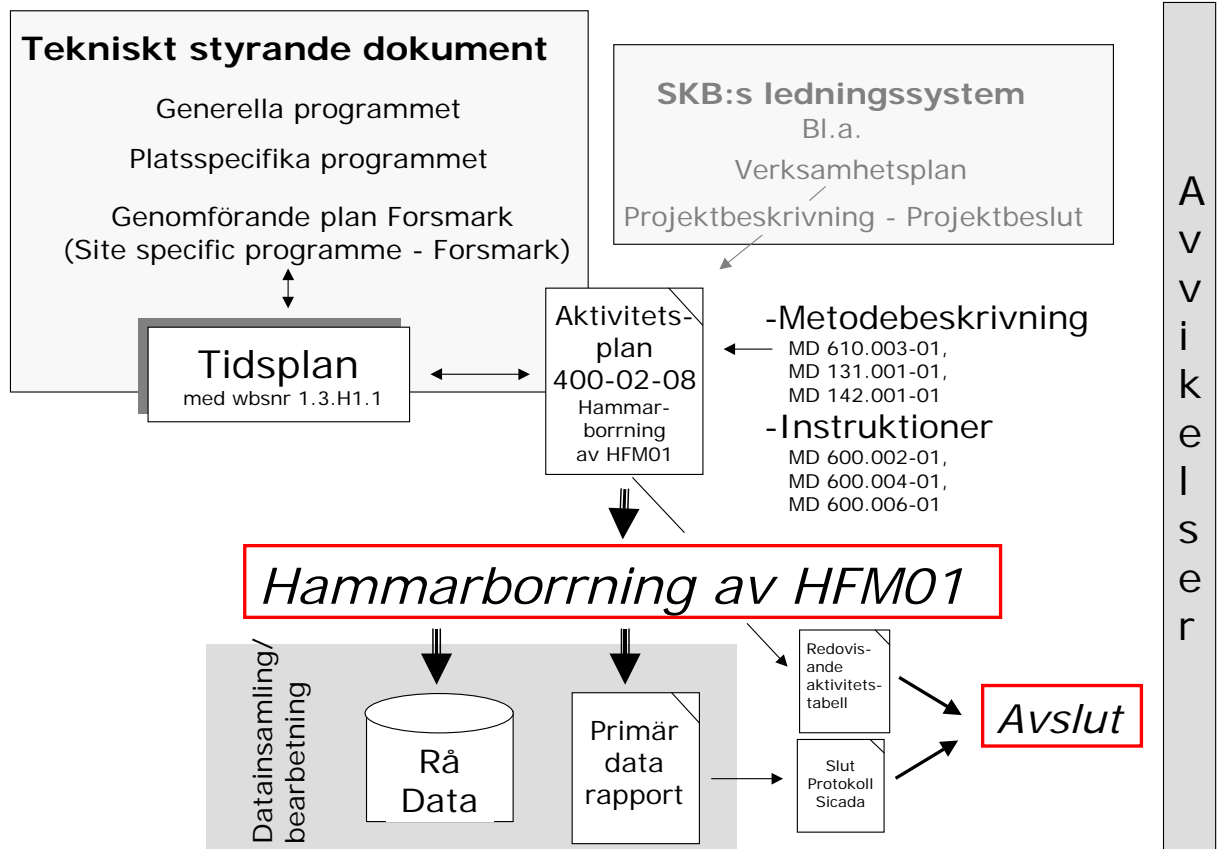 Tekniskt styrande dokument
Generella programmet
Platsspecifika programmet
Genomförande plan Forsmark
(Site specific programme - Forsmark)
SKB:s ledningssystem
Bl.a.
Verksamhetsplan
Projektbeskrivning - Projektbeslut
Tidsplan
med wbsnr 1.3.H1.1
Aktivitets-
plan
400-02-08
Hammar-
borrning
av HFM01
-Metodebeskrivning
MD 610.003-01,
MD 131.001-01,
MD 142.001-01
-Instruktioner
MD 600.002-01,
MD 600.004-01,
MD 600.006-01
Hammarborrning av HFM01
Datainsamling/
bearbetning
Rå
Data
Primär
data
rapport
Redovis-
ande
aktivitets-
tabell
Slut
Protokoll
Sicada
Avslut
Avvikelser